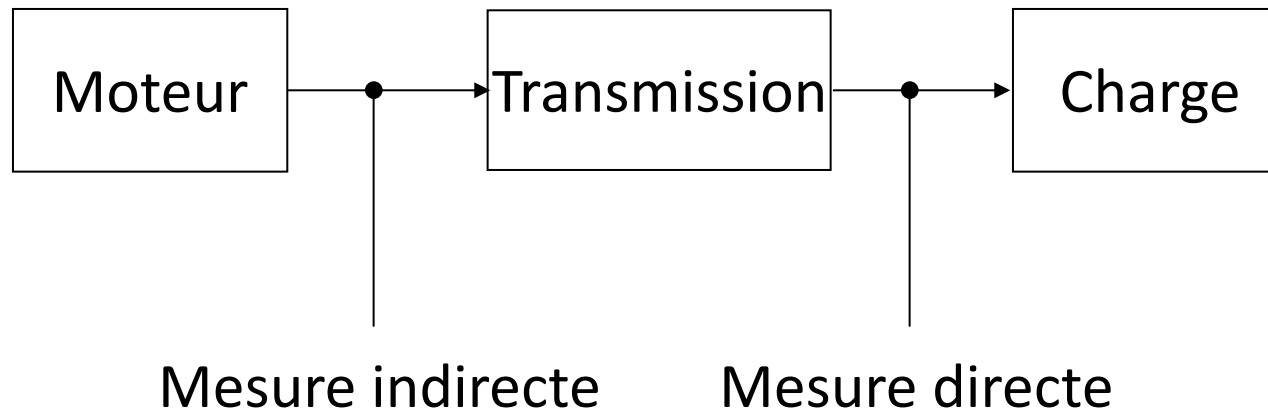 Moteur
Transmission
Charge
Mesure indirecte
Mesure directe